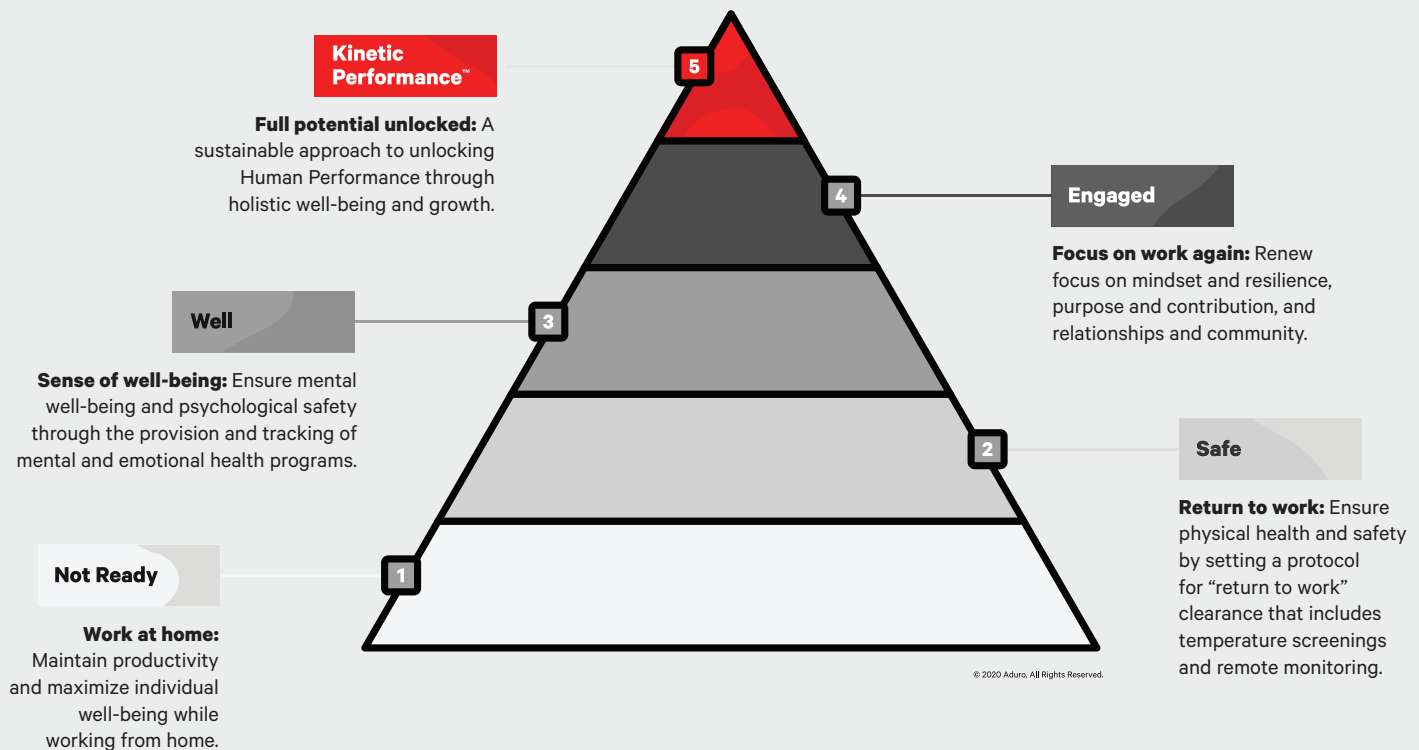 Kinetic
Performance™
5
Full potential unlocked: A
sustainable approach to unlocking
Human Performance through
holistic well-being and growth.
4
Engaged
Focus on work again: Renew
focus on mindset and resilience,
purpose and contribution, and
relationships and community.
Well
3
Sense of well-being: Ensure mental
well-being and psychological safety
through the provision and tracking of
mental and emotional health programs.
2
Safe
Return to work: Ensure
physical health and safety
by setting a protocol
for “return to work”
clearance that includes
temperature screenings
and remote monitoring.
Not Ready
1
Work at home:
Maintain productivity
and maximize individual
well-being while
working from home.
© 2020 Aduro. All Rights Reserved.